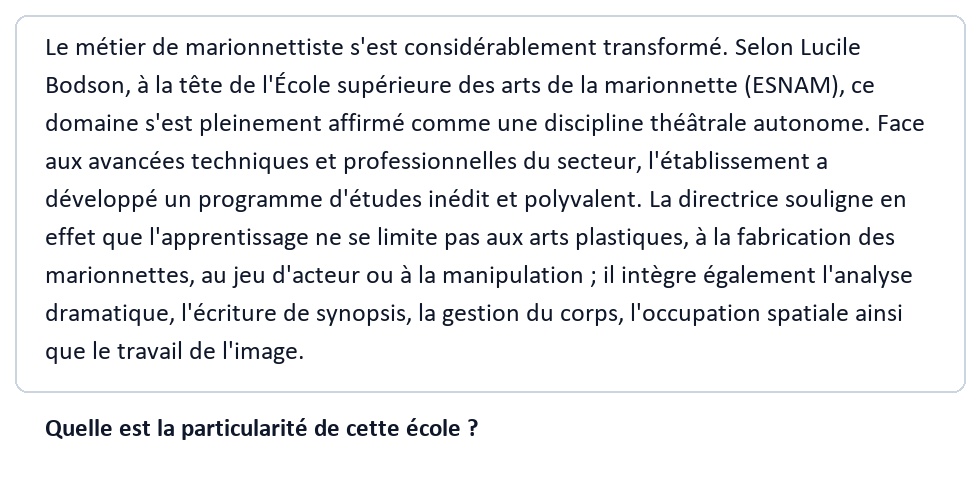 Le métier de marionnettiste s'est considérablement transformé. Selon Lucile
Bodson, à la tête de l'École supérieure des arts de la marionnette (ESNAM), ce
domaine s'est pleinement affirmé comme une discipline théâtrale autonome. Face
aux avancées techniques et professionnelles du secteur, l'établissement a
développé un programme d'études inédit et polyvalent. La directrice souligne en
effet que l'apprentissage ne se limite pas aux arts plastiques, à la fabrication des
marionnettes, au jeu d'acteur ou à la manipulation ; il intègre également l'analyse
dramatique, l'écriture de synopsis, la gestion du corps, l'occupation spatiale ainsi
que le travail de l'image.
Quelle est la particularité de cette école ?